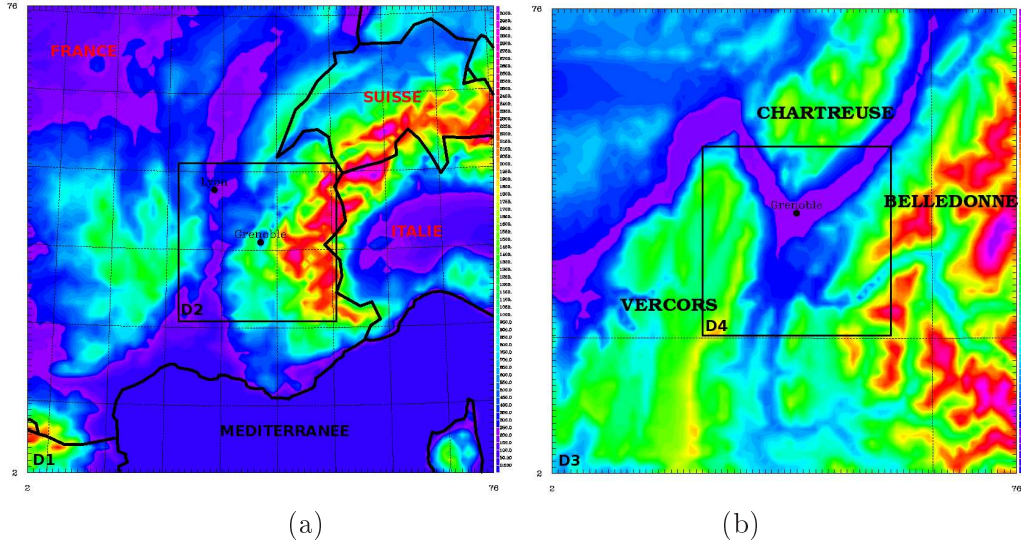 76
FRANCE
SUISSE
Lyon
Grenoble
ITALIE
D2
MEDITERRANEE
D1
2
2
76
(a)
76
CHARTREUSE
BELLEDONNE
Grenoble
VERCORS
D4
D3
2
2
76
(b)